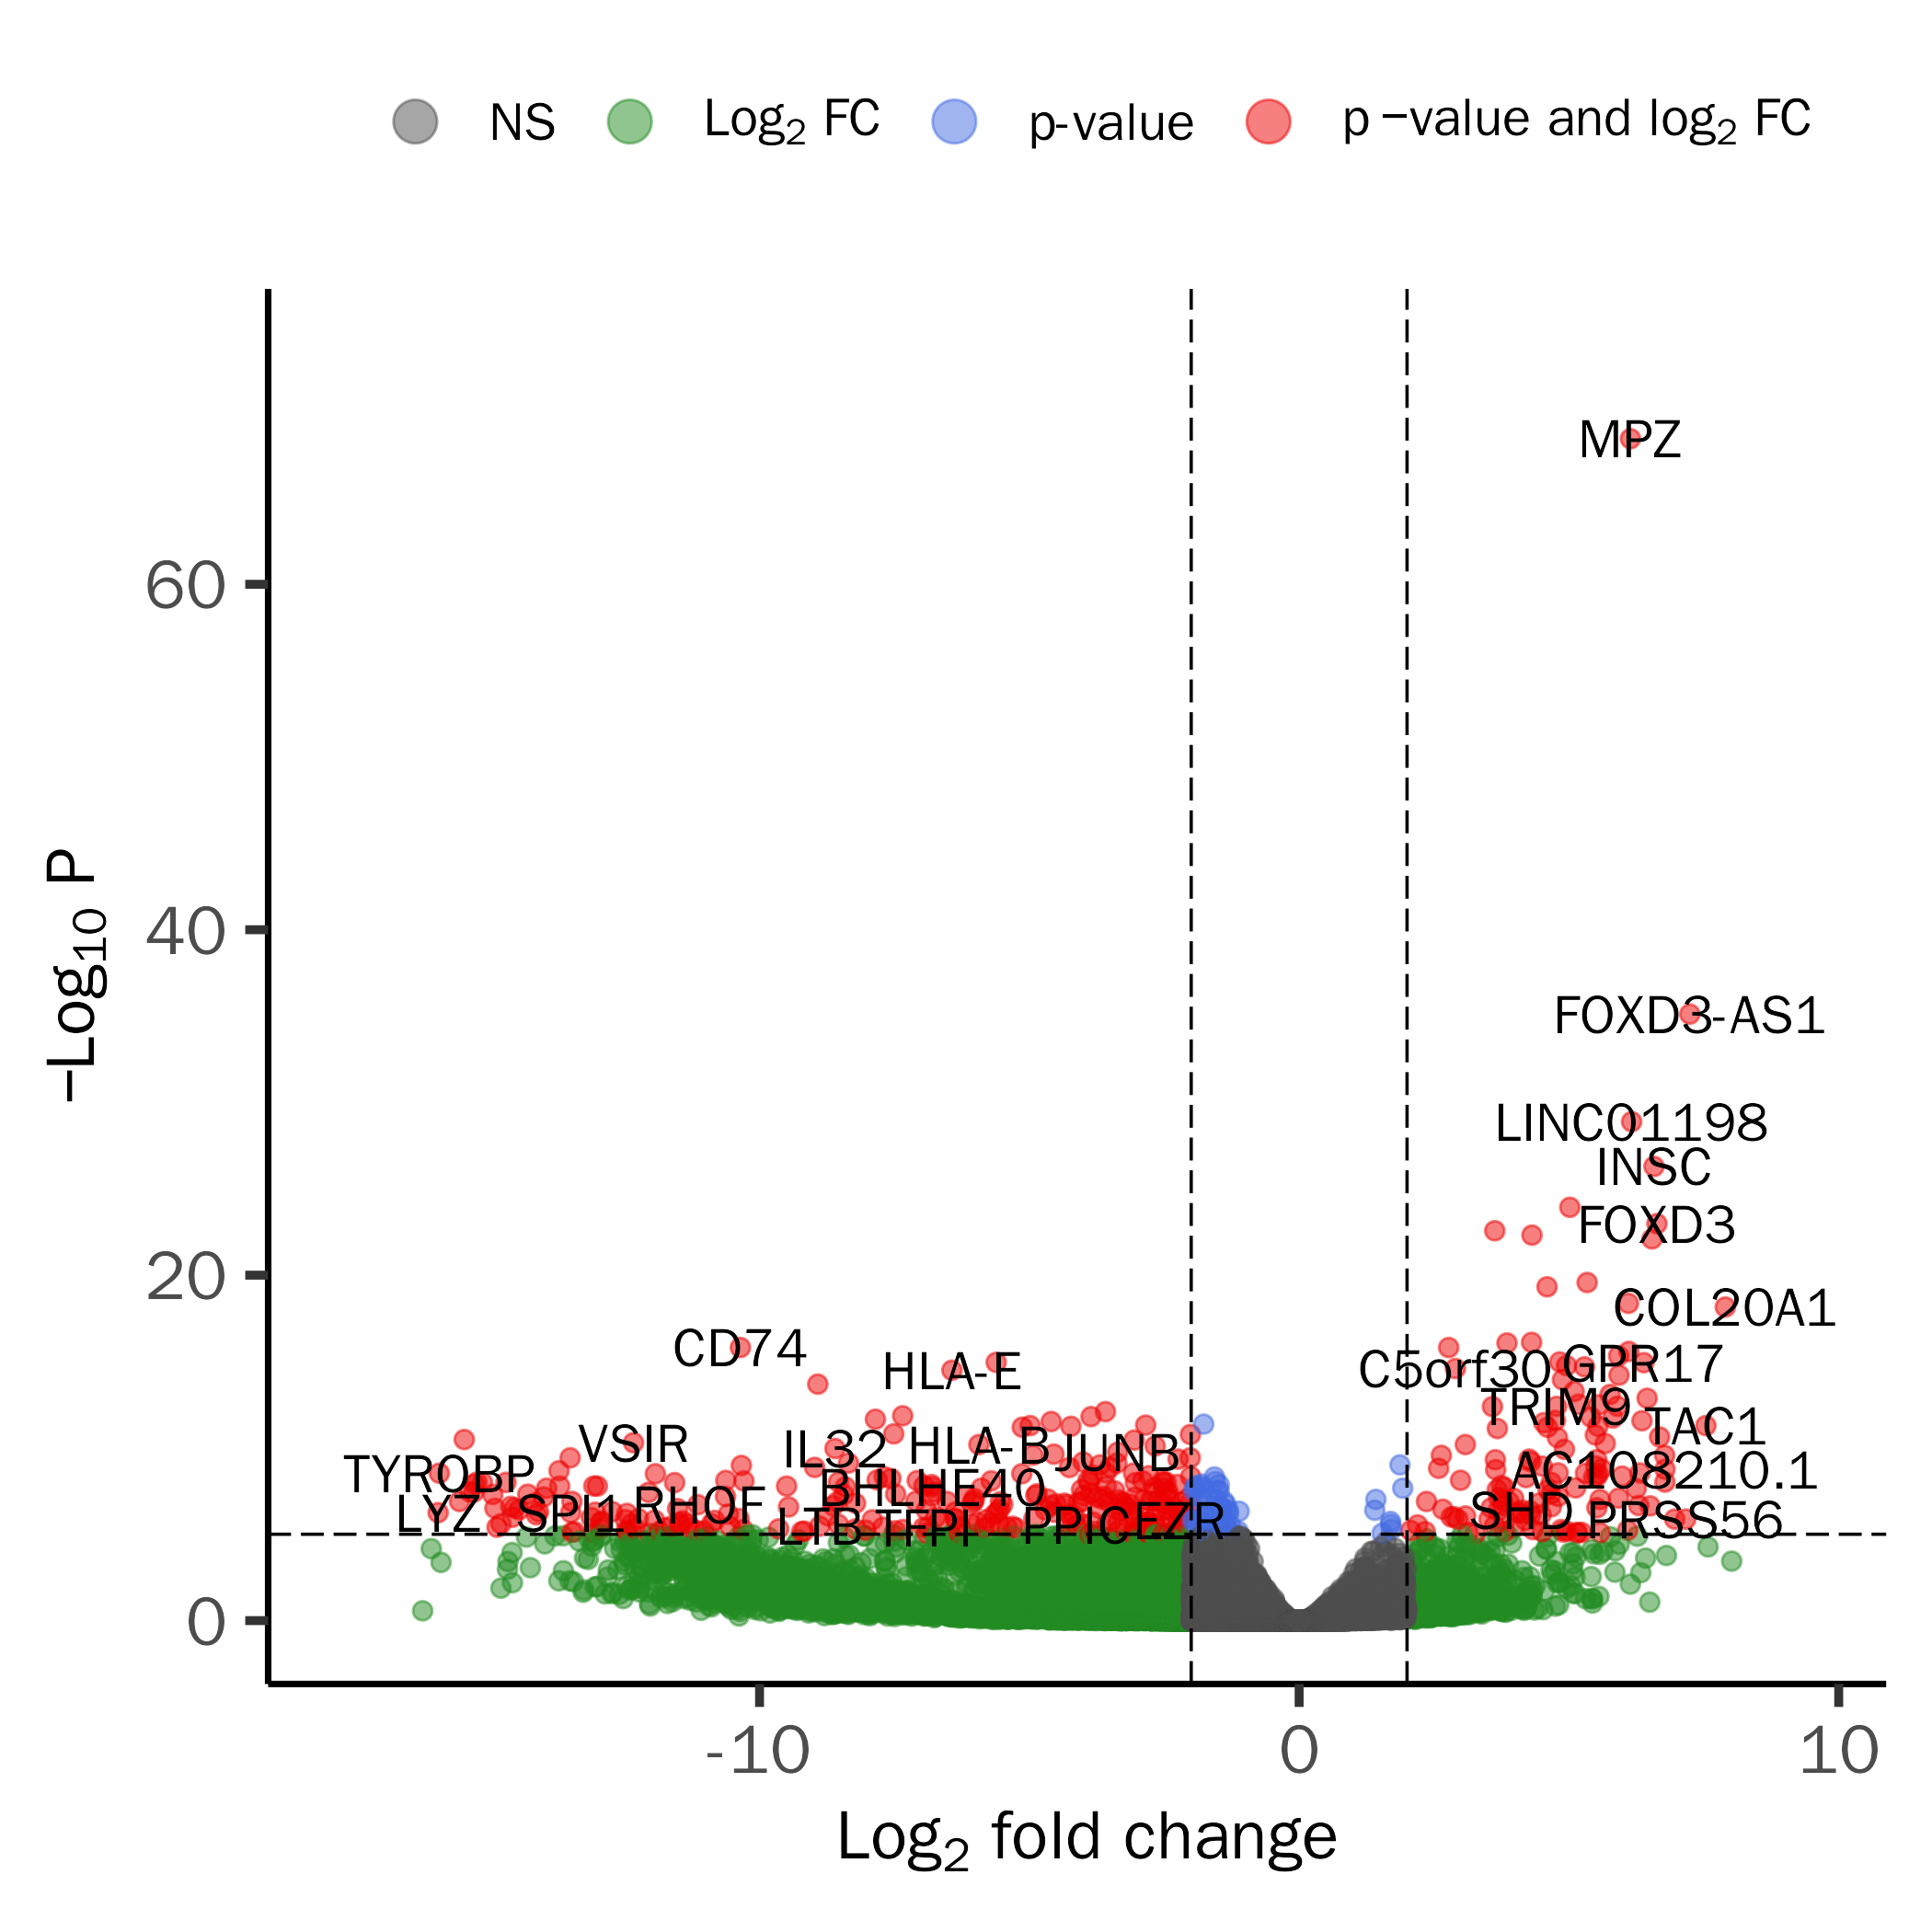 NS Log2 FC p-value p −value and log2 FC
MPZ
60
−Log10 P
40
FOXD3-AS1
LINC01198
INSC
FOXD3
20
COL20A1
CD74 HLA-E C5orf30 GPR17
TRIM9 TAC1
VSIR IL32 HLA-B JUNB
TYROBP BHLHE40 AC108210.1
LYZ SPI1 RHOF LTB TFPI PPIC EZR SHD PRSS56
0
-10 0 10
Log2 fold change